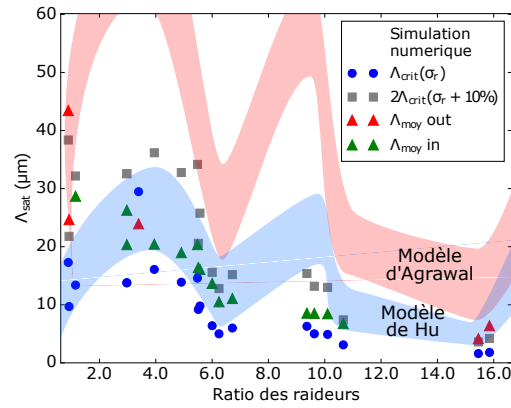 60
50
40
30
20
10
0
Λsat (μm)
Simulation
numerique
Λcrit(σr)
2Λcrit(σr + 10%)
Λmoy out
Λmoy in
Modèle
d'Agrawal
Modèle
de Hu
2.0 4.0 6.0 8.0 10.0 12.0 14.0 16.0
Ratio des raideurs